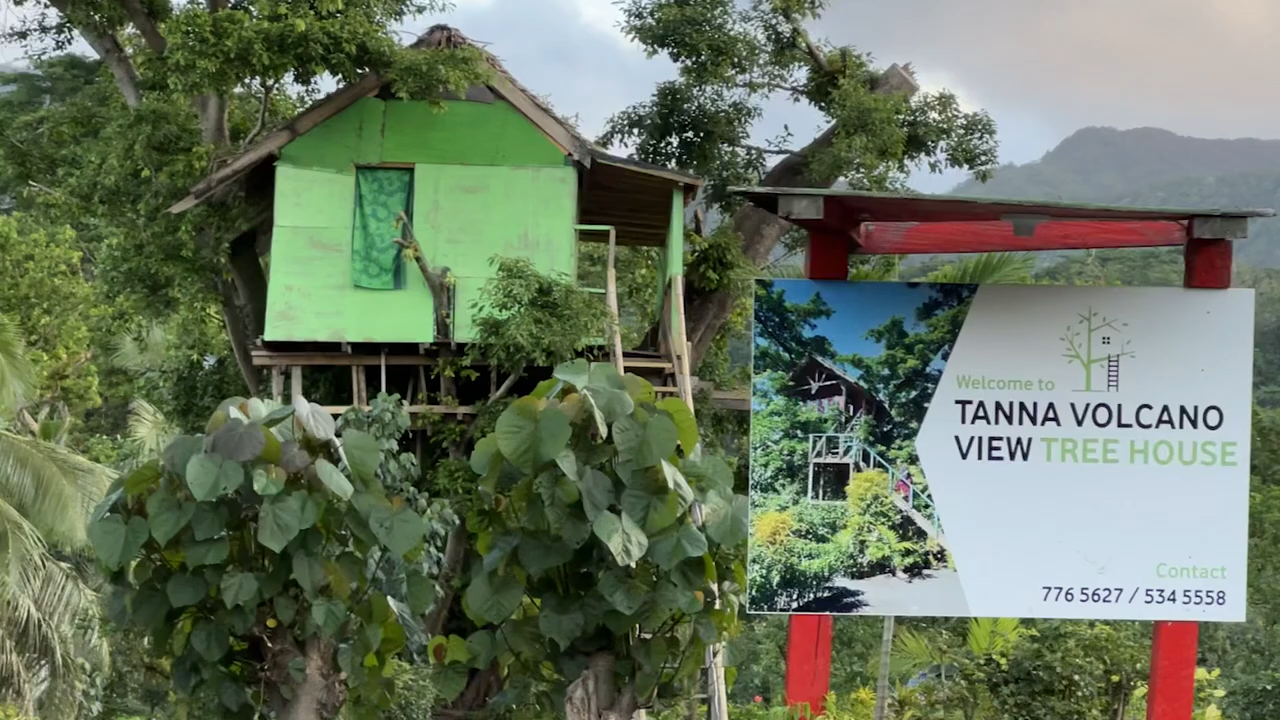 Welcome to
TANNA VOLCANO
VIEW TREE HOUSE
Contact
776 5627 / 534 5558